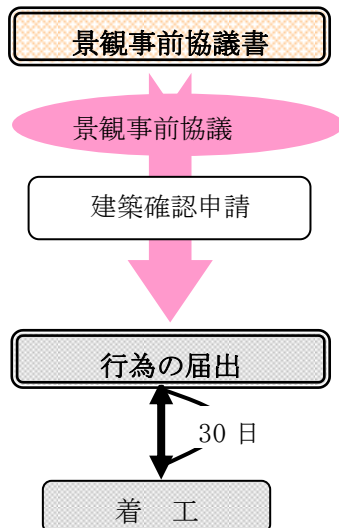 景観事前協議書
景観事前協議
建築確認申請
行為の届出
30 日
着　工